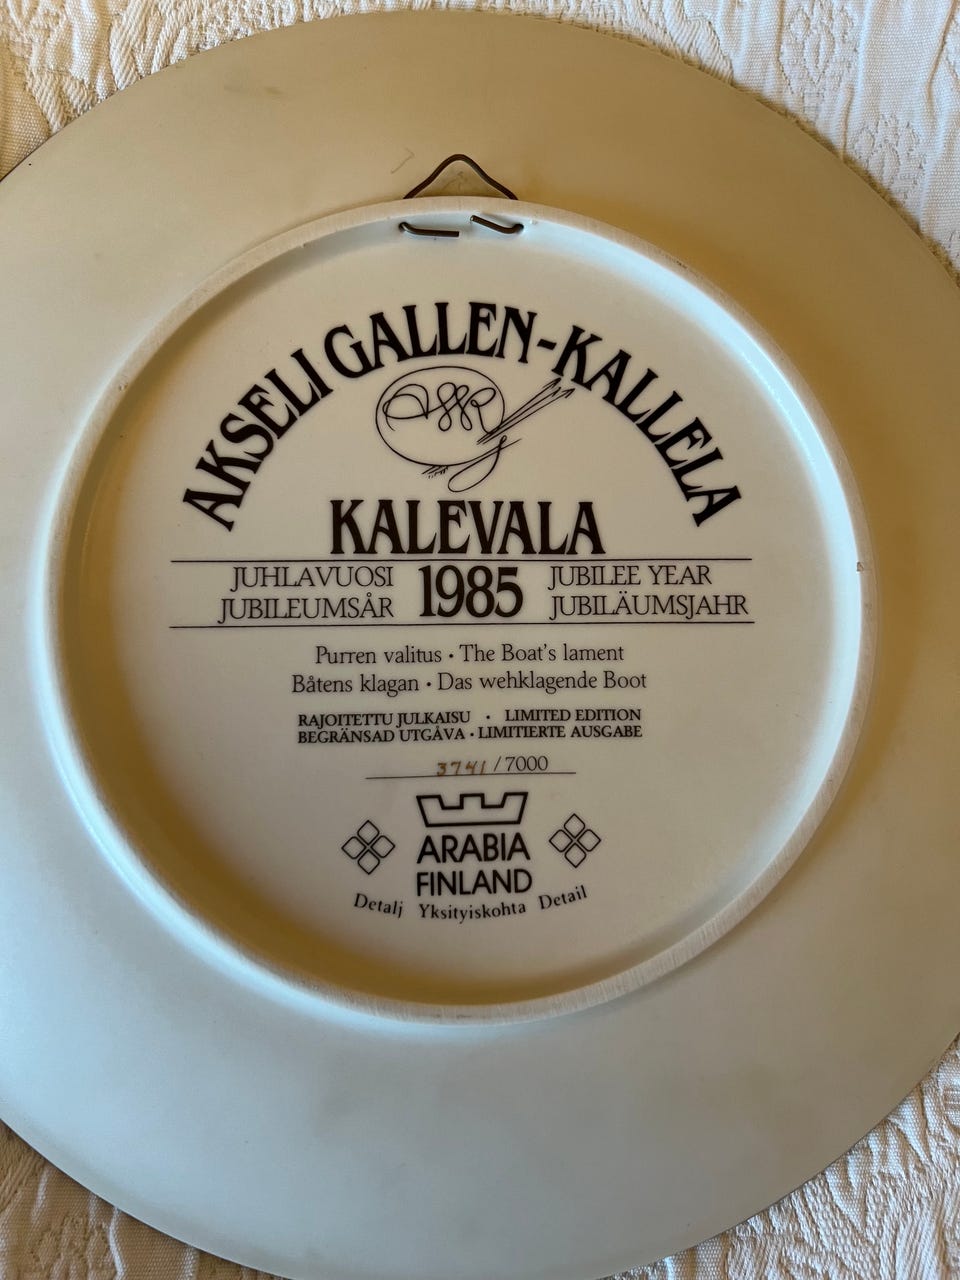 AKSELI GALLEN-KALLELA
KALEVALA
JUHLAVUOSI 1985 JUBILEE YEAR
JUBILEUMSÅR JUBILÄUMSJAHR
Purren valitus • The Boat's lament
Båtens klagan • Das wehklagende Boot
RAJOITETTU JULKAISU • LIMITED EDITION
BEGRÄNSAD UTGÅVA • LIMITIERTE AUSGABE
3741/7000
ARABIA
FINLAND
Detalj Yksityiskohta Detail